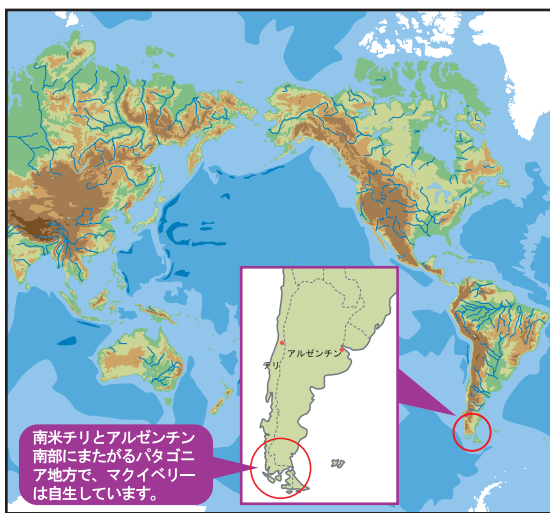 チリ
アルゼンチン
南米チリとアルゼンチン
南部にまたがるパタゴニ
ア地方で、マクイベリー
は自生しています。